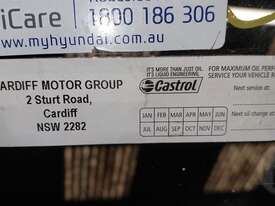 iCare
1800 186 306
www.myhyundai.com.au
CARDIFF MOTOR GROUP
2 Sturt Road,
Cardiff
NSW 2282
IT'S MORE THAN JUST OIL.
IT'S LIQUID ENGINEERING.
Castrol
JAN FEB MAR APR MAY JUN
JUL AUG SEP OCT NOV DEC
FOR MAXIMUM OIL PERF
SERVICE YOUR VEHICLE
Next service at:
Next oil change at